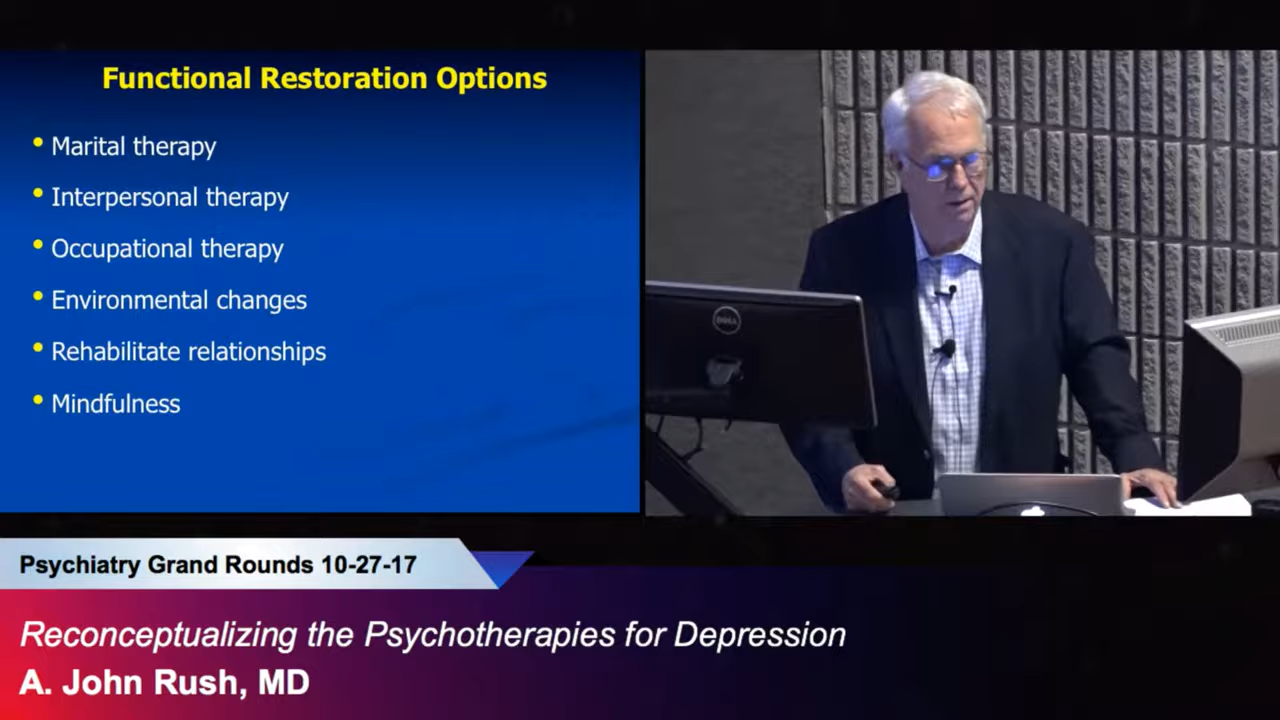 Functional Restoration Options
• Marital therapy
• Interpersonal therapy
• Occupational therapy
• Environmental changes
• Rehabilitate relationships
• Mindfulness
DELL
Psychiatry Grand Rounds 10-27-17
Reconceptualizing the Psychotherapies for Depression
A. John Rush, MD